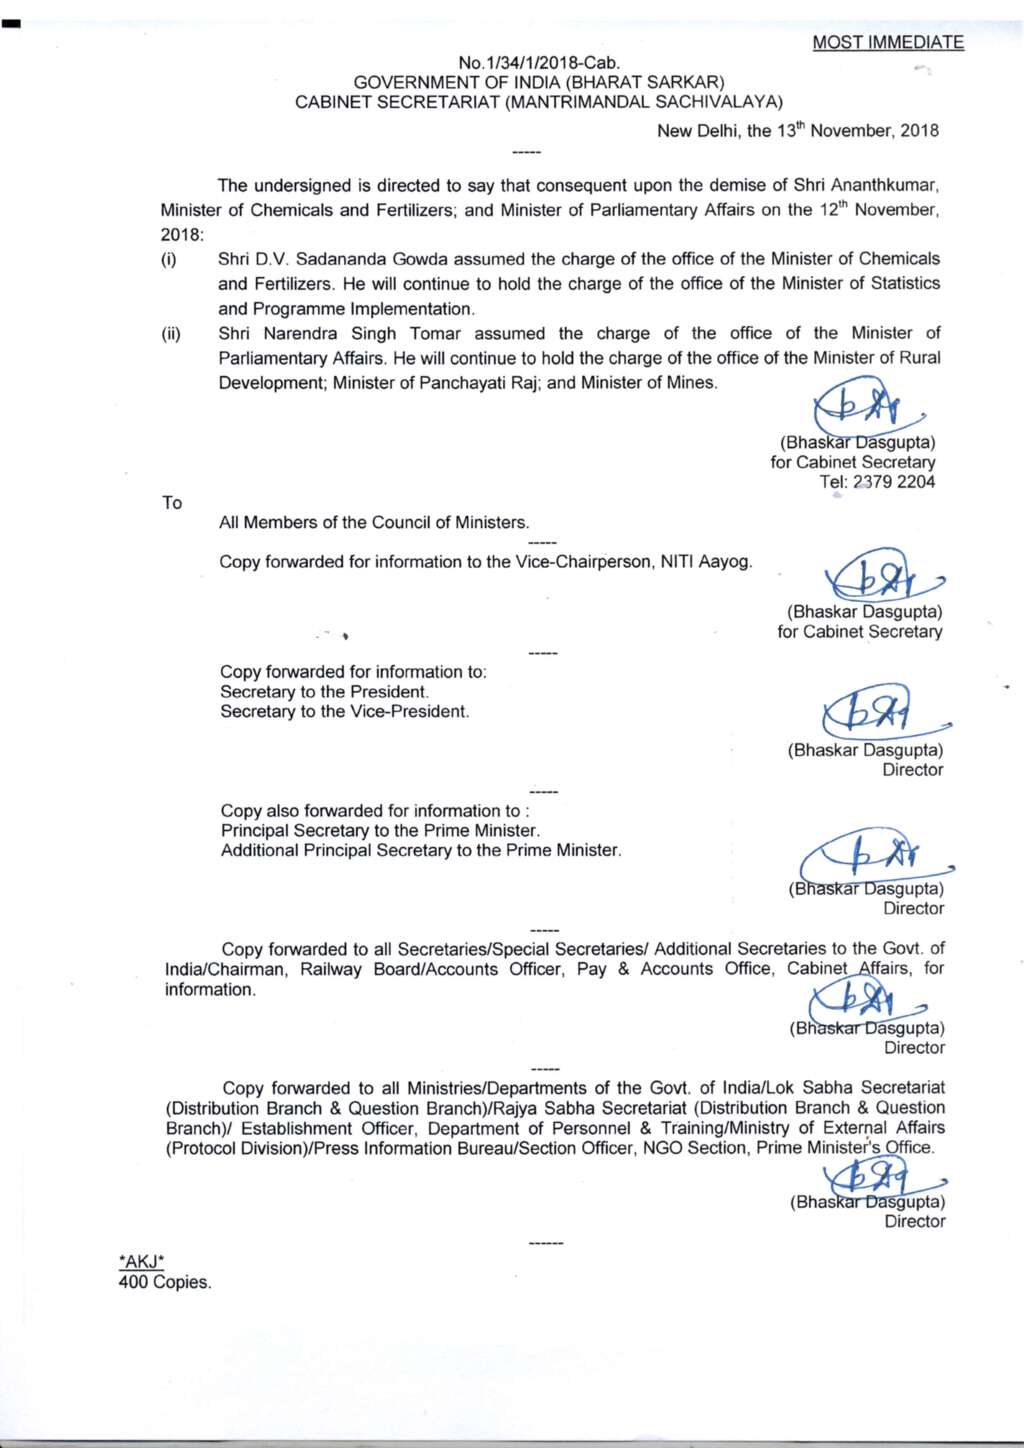 MOST IMMEDIATE
No.1/34/1/2018-Cab.
GOVERNMENT OF INDIA (BHARAT SARKAR)
CABINET SECRETARIAT (MANTRIMANDAL SACHIVALAYA)
New Delhi, the 13th November, 2018
-----
The undersigned is directed to say that consequent upon the demise of Shri Ananthkumar,
Minister of Chemicals and Fertilizers; and Minister of Parliamentary Affairs on the 12th November,
2018:
(i) Shri D.V. Sadananda Gowda assumed the charge of the office of the Minister of Chemicals
and Fertilizers. He will continue to hold the charge of the office of the Minister of Statistics
and Programme Implementation.
(ii) Shri Narendra Singh Tomar assumed the charge of the office of the Minister of
Parliamentary Affairs. He will continue to hold the charge of the office of the Minister of Rural
Development; Minister of Panchayati Raj; and Minister of Mines.
(Bhaskar Dasgupta)
for Cabinet Secretary
Tel: 2379 2204
To
All Members of the Council of Ministers.
-----
Copy forwarded for information to the Vice-Chairperson, NITI Aayog.
(Bhaskar Dasgupta)
for Cabinet Secretary
-----
Copy forwarded for information to:
Secretary to the President.
Secretary to the Vice-President.
(Bhaskar Dasgupta)
Director
-----
Copy also forwarded for information to :
Principal Secretary to the Prime Minister.
Additional Principal Secretary to the Prime Minister.
(Bhaskar Dasgupta)
Director
-----
Copy forwarded to all Secretaries/Special Secretaries/ Additional Secretaries to the Govt. of
India/Chairman, Railway Board/Accounts Officer, Pay & Accounts Office, Cabinet Affairs, for
information.
(Bhaskar Dasgupta)
Director
-----
Copy forwarded to all Ministries/Departments of the Govt. of India/Lok Sabha Secretariat
(Distribution Branch & Question Branch)/Rajya Sabha Secretariat (Distribution Branch & Question
Branch)/ Establishment Officer, Department of Personnel & Training/Ministry of External Affairs
(Protocol Division)/Press Information Bureau/Section Officer, NGO Section, Prime Minister's Office.
(Bhaskar Dasgupta)
Director
------
*AKJ*
400 Copies.